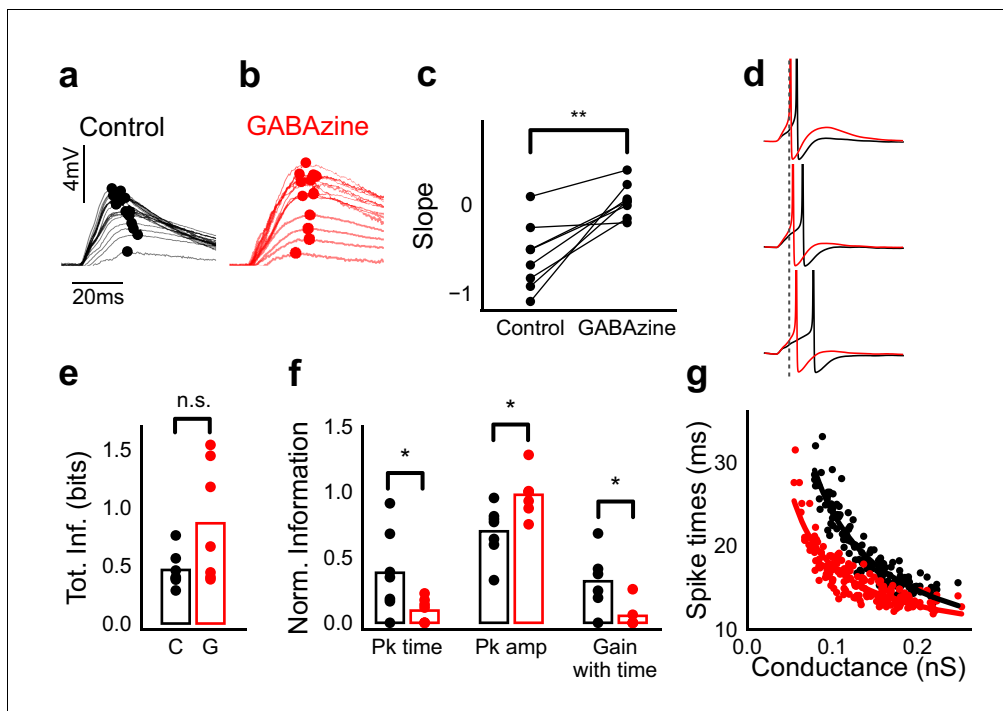 a
Control
4mV
20ms
b
GABAzine
c
**
Slope
0
−1
Control GABAzine
d
e
n.s.
Tot. Inf. (bits)
1.5
1.0
0.5
0.0
C G
f
* * *
Norm. Information
1.5
1.0
0.5
0.0
Pk time Pk amp Gain
with time
g
Spike times (ms)
30
20
10
0.0 0.1 0.2
Conductance (nS)